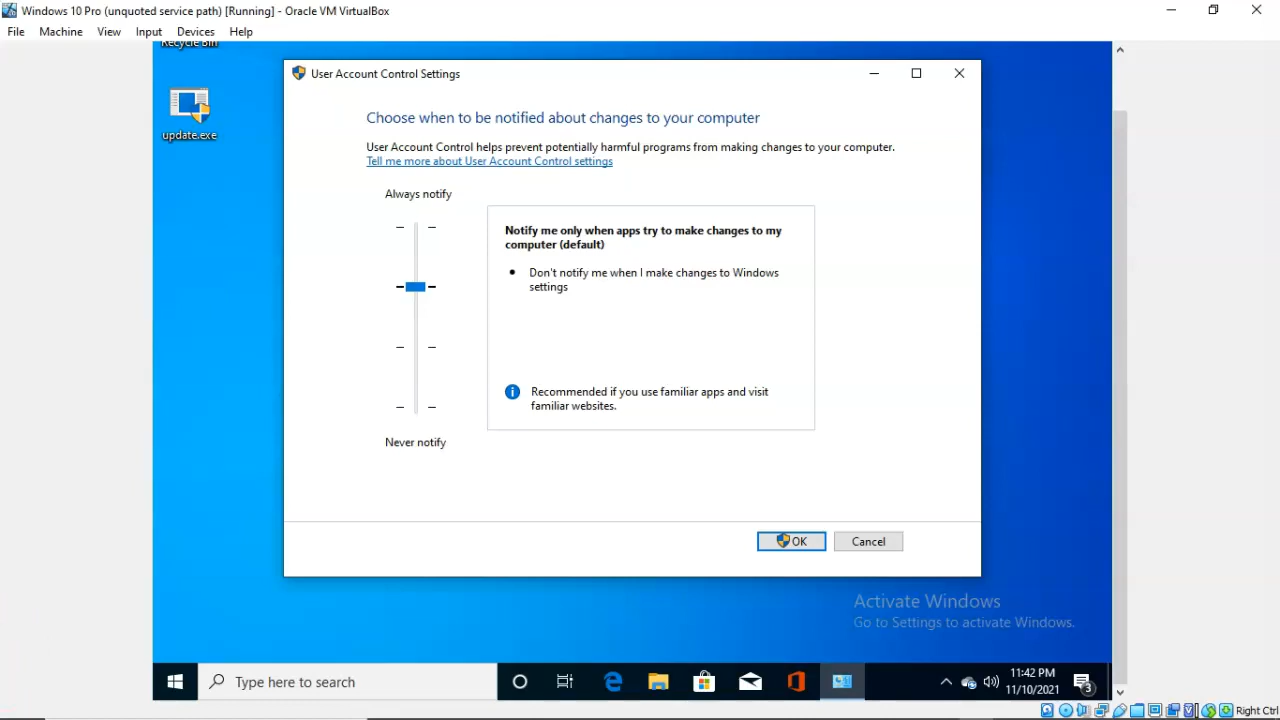 Windows 10 Pro (unquoted service path) [Running] - Oracle VM VirtualBox
File Machine View Input Devices Help
Recycle Bin
update.exe
User Account Control Settings
Choose when to be notified about changes to your computer
User Account Control helps prevent potentially harmful programs from making changes to your computer.
Tell me more about User Account Control settings
Always notify
Notify me only when apps try to make changes to my
computer (default)
Don't notify me when I make changes to Windows
settings
Recommended if you use familiar apps and visit
familiar websites.
Never notify
OK Cancel
Activate Windows
Go to Settings to activate Windows.
Type here to search
11:42 PM
11/10/2021
3
Right Ctrl